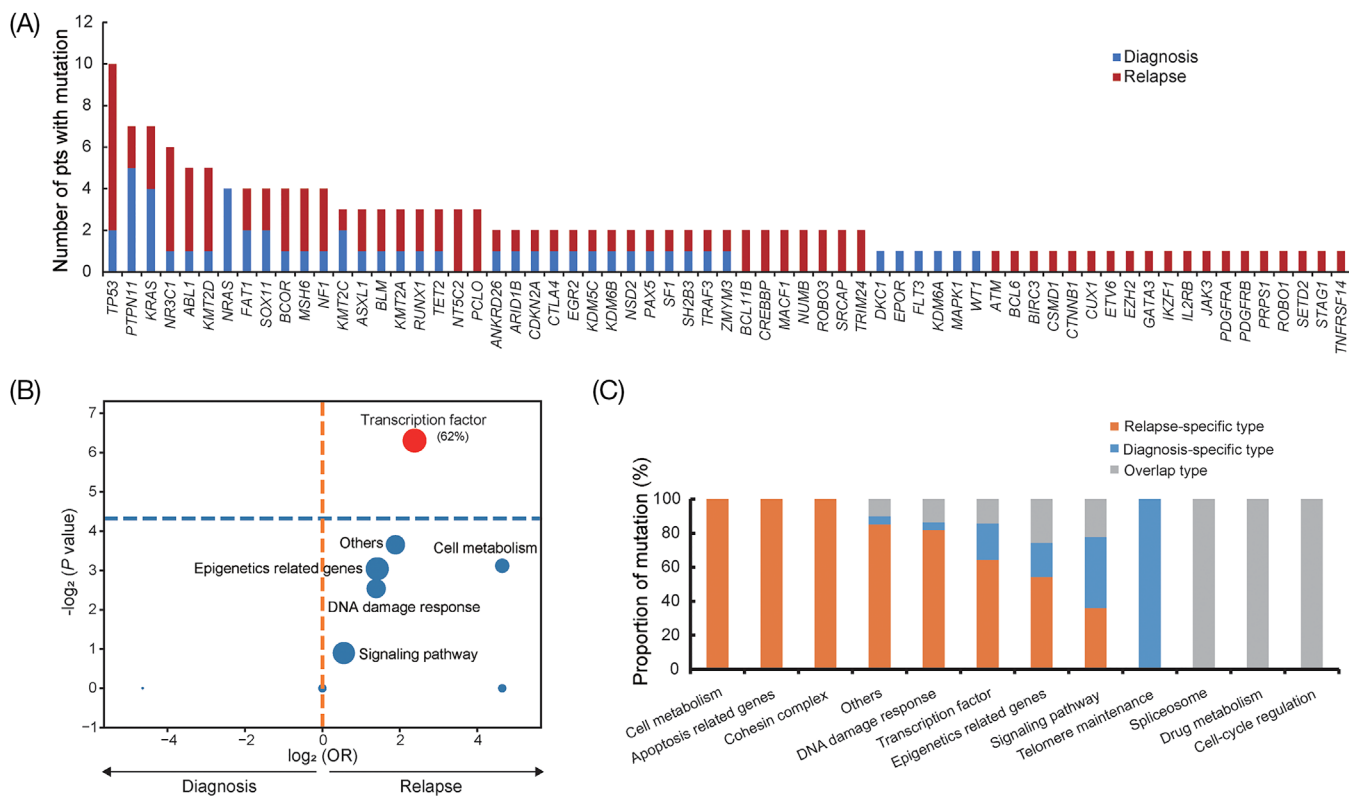 (A)
Number of pts with mutation
12
10
8
6
4
2
0
Diagnosis
Relapse
TP53
PTPN11
KRAS
NR3C1
ABL1
KMT2D
NRAS
FAT1
SOX11
BCOR
MSH6
NF1
KMT2C
ASXL1
BLM
KMT2A
RUNX1
TET2
NT5C2
PCLO
ANKRD26
ARID1B
CDKN2A
CTLA4
EGR2
KDM5C
KDM6B
NSD2
PAX5
SF1
SH2B3
TRAF3
ZMYM3
BCL11B
CREBBP
MACF1
NUMB
ROBO3
SRCAP
TRIM24
DKC1
EPOR
FLT3
KDM6A
MAPK1
WT1
ATM
BCL6
BIRC3
CSMD1
CTNNB1
CUX1
ETV6
EZH2
GATA3
IKZF1
IL2RB
JAK3
PDGFRA
PDGFRB
PRPS1
ROBO1
SETD2
STAG1
TNFRSF14
(B)
-log₂ (P value)
7
6
5
4
3
2
1
0
−1
Transcription factor
(62%)
Others
Cell metabolism
Epigenetics related genes
DNA damage response
Signaling pathway
−4
−2
0
2
4
log₂ (OR)
Diagnosis
Relapse
(C)
Relapse-specific type
Diagnosis-specific type
Overlap type
Proportion of mutation (%)
100
80
60
40
20
0
Cell metabolism
Apoptosis related genes
Cohesin complex
Others
DNA damage response
Transcription factor
Epigenetics related genes
Signaling pathway
Telomere maintenance
Spliceosome
Drug metabolism
Cell-cycle regulation